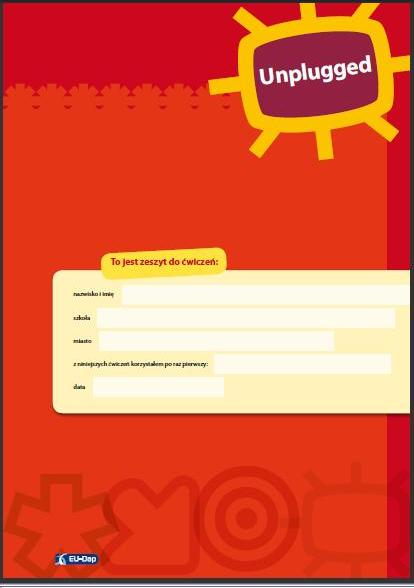 Unplugged
To jest zeszyt do ćwiczeń:
nazwisko i imię
szkoła
miasto
z niniejszych ćwiczeń korzystałem po raz pierwszy:
data
EU-Dap